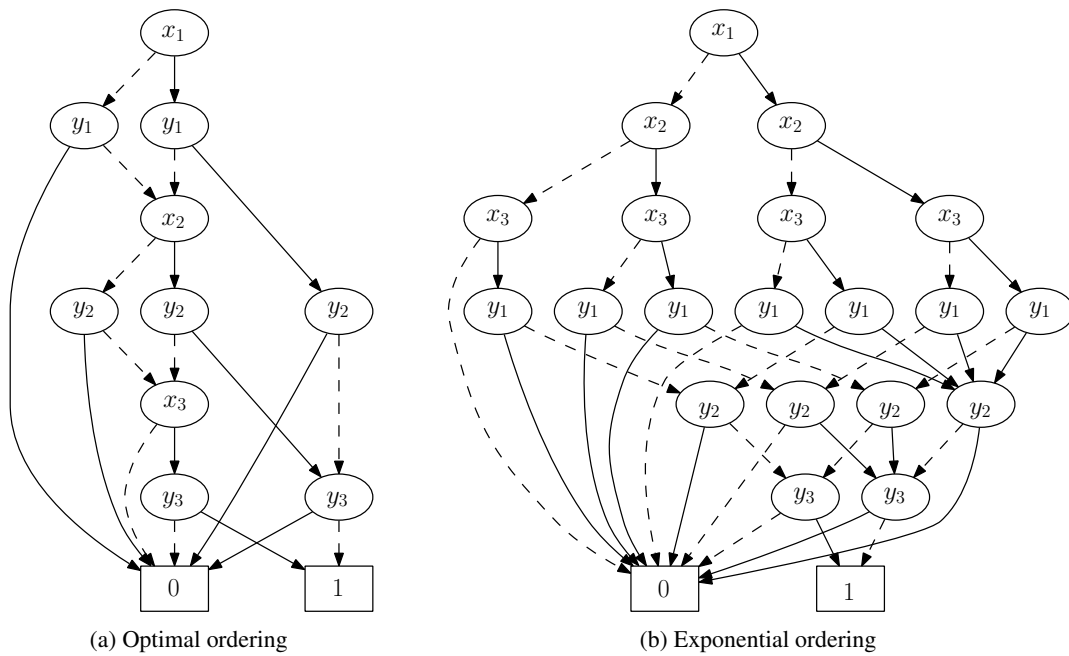 x₁ x₁
y₁ y₁ x₂ x₂
x₂ x₃ x₃ x₃ x₃
y₂ y₂ y₂ y₁ y₁ y₁ y₁ y₁ y₁ y₁
x₃ y₂ y₂ y₂ y₂
y₃ y₃ y₃ y₃
0 1 0 1
(a) Optimal ordering (b) Exponential ordering